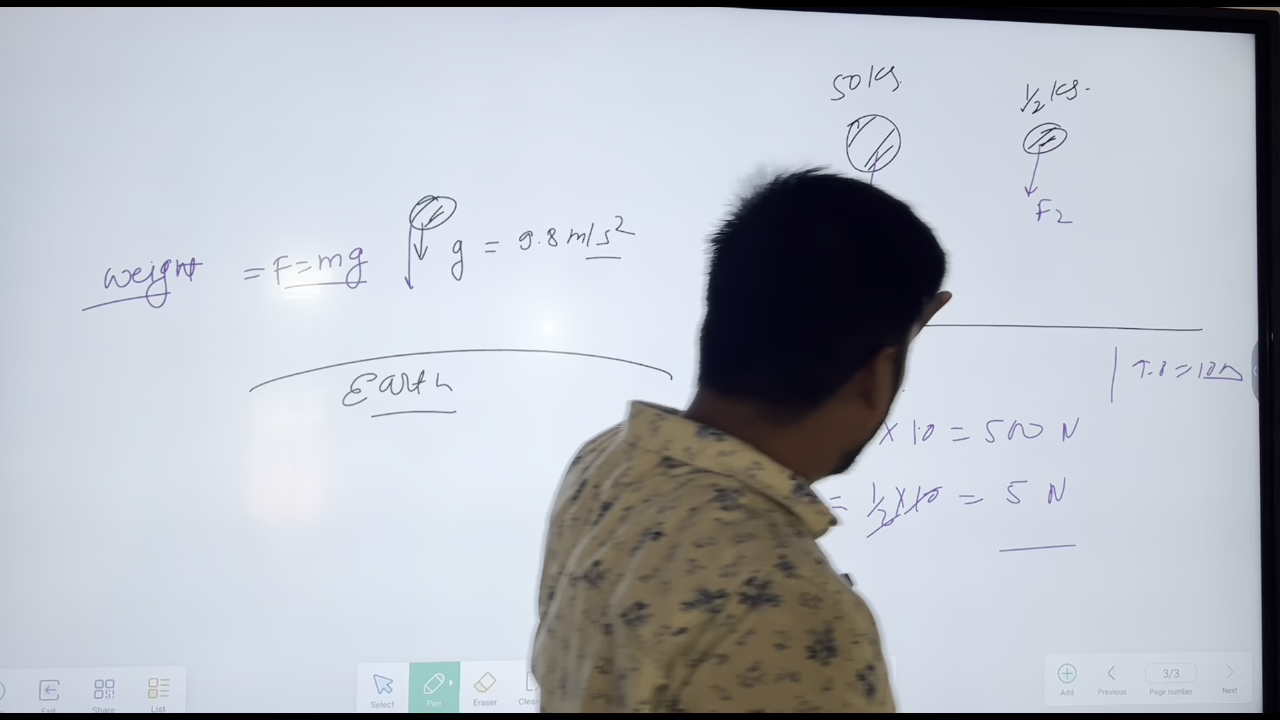 50 Kg.
1/2 Kg.
F2
weight = F=mg
g = 9.8 m/s²
Earth
× 10 = 500 N
= 1/2×10 = 5 N
Exit
Share
List
Select
Pen
Eraser
Add
Previous
3/3
Page number
Next